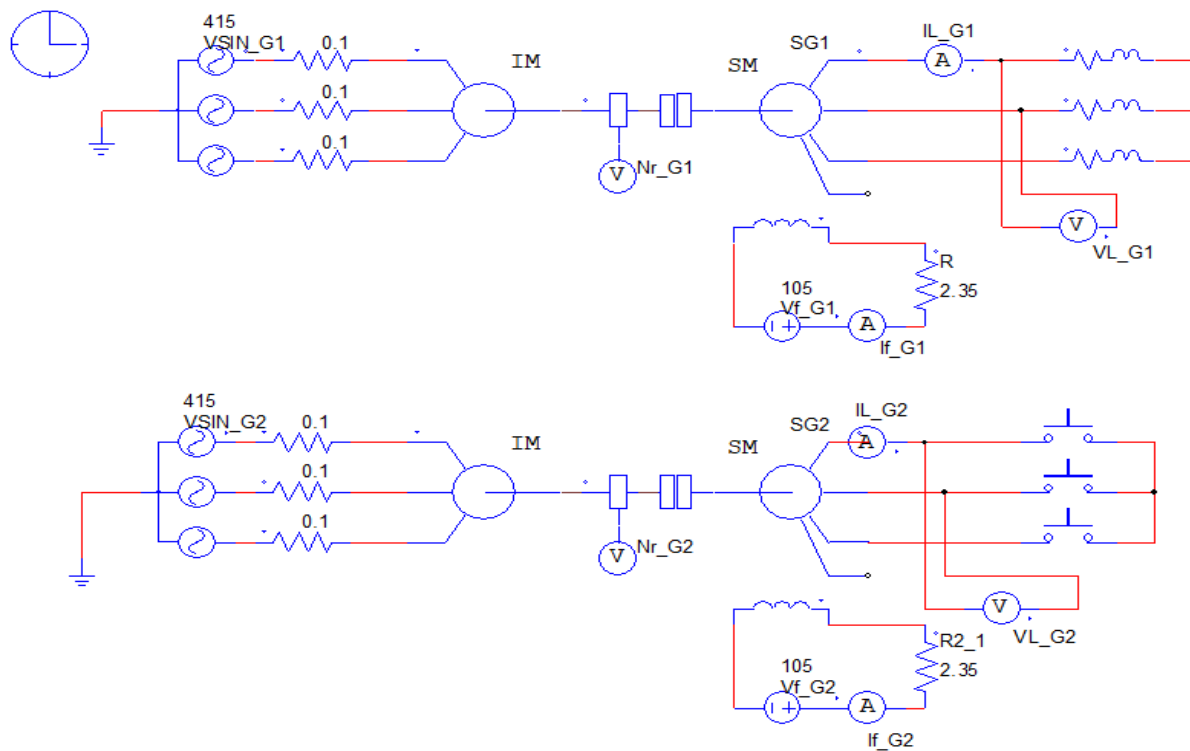 415
VSIN_G1
0.1
0.1
0.1
IM
V
Nr_G1
SM
SG1
IL_G1
A
V
VL_G1
R
2.35
105
Vf_G1
A
If_G1
415
VSIN_G2
0.1
0.1
0.1
IM
V
Nr_G2
SM
SG2
IL_G2
A
V
VL_G2
R2_1
2.35
105
Vf_G2
A
If_G2